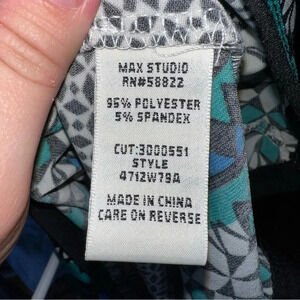 MAX STUDIO
RN#58822
95% POLYESTER
5% SPANDEX
CUT:3000551
STYLE
4712W79A
MADE IN CHINA
CARE ON REVERSE